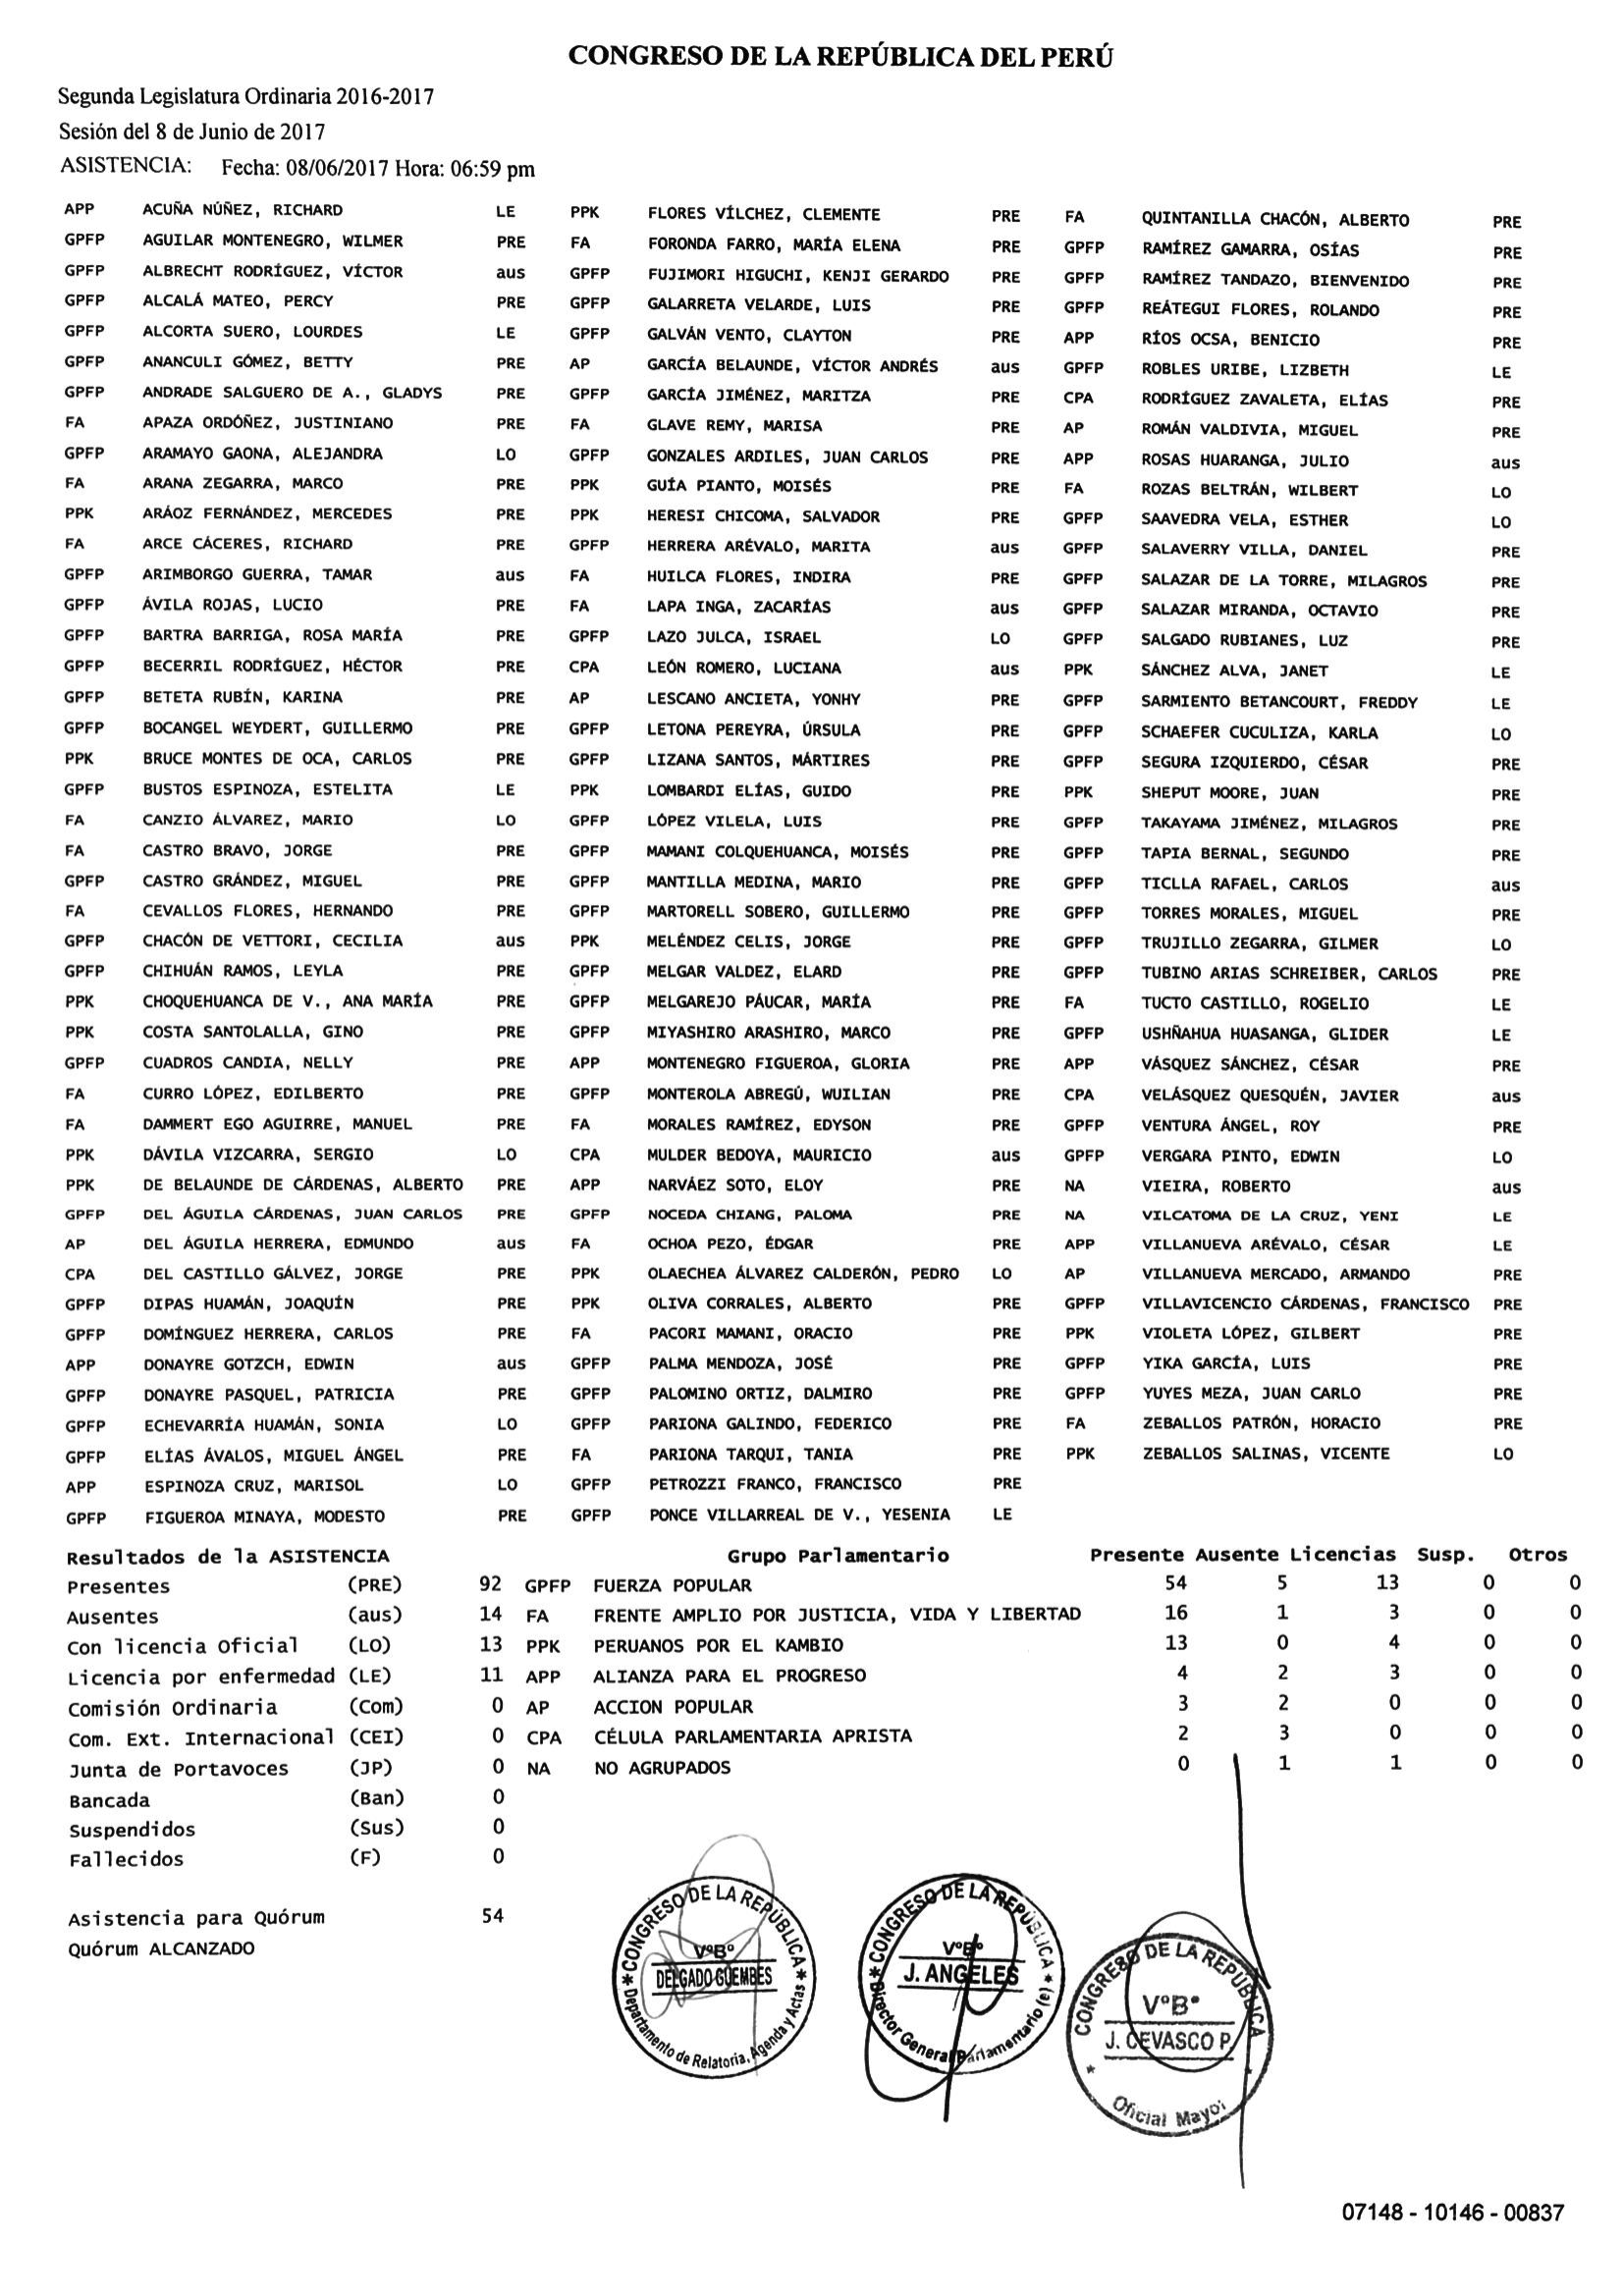 CONGRESO DE LA REPÚBLICA DEL PERÚ
Segunda Legislatura Ordinaria 2016-2017
Sesión del 8 de Junio de 2017
ASISTENCIA: Fecha: 08/06/2017 Hora: 06:59 pm
APP ACUÑA NÚÑEZ, RICHARD LE PPK FLORES VÍLCHEZ, CLEMENTE PRE FA QUINTANILLA CHACÓN, ALBERTO PRE
GPFP AGUILAR MONTENEGRO, WILMER PRE FA FORONDA FARRO, MARÍA ELENA PRE GPFP RAMÍREZ GAMARRA, OSÍAS PRE
GPFP ALBRECHT RODRÍGUEZ, VÍCTOR aus GPFP FUJIMORI HIGUCHI, KENJI GERARDO PRE GPFP RAMÍREZ TANDAZO, BIENVENIDO PRE
GPFP ALCALÁ MATEO, PERCY PRE GPFP GALARRETA VELARDE, LUIS PRE GPFP REÁTEGUI FLORES, ROLANDO PRE
GPFP ALCORTA SUERO, LOURDES LE GPFP GALVÁN VENTO, CLAYTON PRE APP RÍOS OCSA, BENICIO PRE
GPFP ANANCULI GÓMEZ, BETTY PRE AP GARCÍA BELAUNDE, VÍCTOR ANDRÉS aus GPFP ROBLES URIBE, LIZBETH LE
GPFP ANDRADE SALGUERO DE A., GLADYS PRE GPFP GARCÍA JIMÉNEZ, MARITZA PRE CPA RODRÍGUEZ ZAVALETA, ELÍAS PRE
FA APAZA ORDÓÑEZ, JUSTINIANO PRE FA GLAVE REMY, MARISA PRE AP ROMÁN VALDIVIA, MIGUEL PRE
GPFP ARAMAYO GAONA, ALEJANDRA LO GPFP GONZALES ARDILES, JUAN CARLOS PRE APP ROSAS HUARANGA, JULIO aus
FA ARANA ZEGARRA, MARCO PRE PPK GUÍA PIANTO, MOISÉS PRE FA ROZAS BELTRÁN, WILBERT LO
PPK ARÁOZ FERNÁNDEZ, MERCEDES PRE PPK HERESI CHICOMA, SALVADOR PRE GPFP SAAVEDRA VELA, ESTHER LO
FA ARCE CÁCERES, RICHARD PRE GPFP HERRERA ARÉVALO, MARITA aus GPFP SALAVERRY VILLA, DANIEL PRE
GPFP ARIMBORGO GUERRA, TAMAR aus FA HUILCA FLORES, INDIRA PRE GPFP SALAZAR DE LA TORRE, MILAGROS PRE
GPFP ÁVILA ROJAS, LUCIO PRE FA LAPA INGA, ZACARÍAS aus GPFP SALAZAR MIRANDA, OCTAVIO PRE
GPFP BARTRA BARRIGA, ROSA MARÍA PRE GPFP LAZO JULCA, ISRAEL LO GPFP SALGADO RUBIANES, LUZ PRE
GPFP BECERRIL RODRÍGUEZ, HÉCTOR PRE CPA LEÓN ROMERO, LUCIANA aus PPK SÁNCHEZ ALVA, JANET LE
GPFP BETETA RUBÍN, KARINA PRE AP LESCANO ANCIETA, YONHY PRE GPFP SARMIENTO BETANCOURT, FREDDY LE
GPFP BOCANGEL WEYDERT, GUILLERMO PRE GPFP LETONA PEREYRA, ÚRSULA PRE GPFP SCHAEFER CUCULIZA, KARLA LO
PPK BRUCE MONTES DE OCA, CARLOS PRE GPFP LIZANA SANTOS, MÁRTIRES PRE GPFP SEGURA IZQUIERDO, CÉSAR PRE
GPFP BUSTOS ESPINOZA, ESTELITA LE PPK LOMBARDI ELÍAS, GUIDO PRE PPK SHEPUT MOORE, JUAN PRE
FA CANZIO ÁLVAREZ, MARIO LO GPFP LÓPEZ VILELA, LUIS PRE GPFP TAKAYAMA JIMÉNEZ, MILAGROS PRE
FA CASTRO BRAVO, JORGE PRE GPFP MAMANI COLQUEHUANCA, MOISÉS PRE GPFP TAPIA BERNAL, SEGUNDO PRE
GPFP CASTRO GRÁNDEZ, MIGUEL PRE GPFP MANTILLA MEDINA, MARIO PRE GPFP TICLLA RAFAEL, CARLOS aus
FA CEVALLOS FLORES, HERNANDO PRE GPFP MARTORELL SOBERO, GUILLERMO PRE GPFP TORRES MORALES, MIGUEL PRE
GPFP CHACÓN DE VETTORI, CECILIA aus PPK MELÉNDEZ CELIS, JORGE PRE GPFP TRUJILLO ZEGARRA, GILMER LO
GPFP CHIHUÁN RAMOS, LEYLA PRE GPFP MELGAR VALDEZ, ELARD PRE GPFP TUBINO ARIAS SCHREIBER, CARLOS PRE
PPK CHOQUEHUANCA DE V., ANA MARÍA PRE GPFP MELGAREJO PÁUCAR, MARÍA PRE FA TUCTO CASTILLO, ROGELIO LE
PPK COSTA SANTOLALLA, GINO PRE GPFP MIYASHIRO ARASHIRO, MARCO PRE GPFP USHÑAHUA HUASANGA, GLIDER LE
GPFP CUADROS CANDIA, NELLY PRE APP MONTENEGRO FIGUEROA, GLORIA PRE APP VÁSQUEZ SÁNCHEZ, CÉSAR PRE
FA CURRO LÓPEZ, EDILBERTO PRE GPFP MONTEROLA ABREGÚ, WUILIAN PRE CPA VELÁSQUEZ QUESQUÉN, JAVIER aus
FA DAMMERT EGO AGUIRRE, MANUEL PRE FA MORALES RAMÍREZ, EDYSON PRE GPFP VENTURA ÁNGEL, ROY PRE
PPK DÁVILA VIZCARRA, SERGIO LO CPA MULDER BEDOYA, MAURICIO aus GPFP VERGARA PINTO, EDWIN LO
PPK DE BELAUNDE DE CÁRDENAS, ALBERTO PRE APP NARVÁEZ SOTO, ELOY PRE NA VIEIRA, ROBERTO aus
GPFP DEL ÁGUILA CÁRDENAS, JUAN CARLOS PRE GPFP NOCEDA CHIANG, PALOMA PRE NA VILCATOMA DE LA CRUZ, YENI LE
AP DEL ÁGUILA HERRERA, EDMUNDO aus FA OCHOA PEZO, ÉDGAR PRE APP VILLANUEVA ARÉVALO, CÉSAR LE
CPA DEL CASTILLO GÁLVEZ, JORGE PRE PPK OLAECHEA ÁLVAREZ CALDERÓN, PEDRO LO AP VILLANUEVA MERCADO, ARMANDO PRE
GPFP DIPAS HUAMÁN, JOAQUÍN PRE PPK OLIVA CORRALES, ALBERTO PRE GPFP VILLAVICENCIO CÁRDENAS, FRANCISCO PRE
GPFP DOMÍNGUEZ HERRERA, CARLOS PRE FA PACORI MAMANI, ORACIO PRE PPK VIOLETA LÓPEZ, GILBERT PRE
APP DONAYRE GOTZCH, EDWIN aus GPFP PALMA MENDOZA, JOSÉ PRE GPFP YIKA GARCÍA, LUIS PRE
GPFP DONAYRE PASQUEL, PATRICIA PRE GPFP PALOMINO ORTIZ, DALMIRO PRE GPFP YUYES MEZA, JUAN CARLO PRE
GPFP ECHEVARRÍA HUAMÁN, SONIA LO GPFP PARIONA GALINDO, FEDERICO PRE FA ZEBALLOS PATRÓN, HORACIO PRE
GPFP ELÍAS ÁVALOS, MIGUEL ÁNGEL PRE FA PARIONA TARQUI, TANIA PRE PPK ZEBALLOS SALINAS, VICENTE LO
APP ESPINOZA CRUZ, MARISOL LO GPFP PETROZZI FRANCO, FRANCISCO PRE
GPFP FIGUEROA MINAYA, MODESTO PRE GPFP PONCE VILLARREAL DE V., YESENIA LE
Resultados de la ASISTENCIA Grupo Parlamentario Presente Ausente Licencias Susp. Otros
Presentes (PRE) 92 GPFP FUERZA POPULAR 54 5 13 0 0
Ausentes (aus) 14 FA FRENTE AMPLIO POR JUSTICIA, VIDA Y LIBERTAD 16 1 3 0 0
Con licencia Oficial (LO) 13 PPK PERUANOS POR EL KAMBIO 13 0 4 0 0
Licencia por enfermedad (LE) 11 APP ALIANZA PARA EL PROGRESO 4 2 3 0 0
Comisión Ordinaria (Com) 0 AP ACCION POPULAR 3 2 0 0 0
Com. Ext. Internacional (CEI) 0 CPA CÉLULA PARLAMENTARIA APRISTA 2 3 0 0 0
Junta de Portavoces (JP) 0 NA NO AGRUPADOS 0 1 1 0 0
Bancada (Ban) 0
Suspendidos (Sus) 0
Fallecidos (F) 0
Asistencia para Quórum 54
Quórum ALCANZADO
CONGRESO DE LA REPÚBLICA
VºBº
DELGADO GÜEMBES
Departamento de Relatoría, Agenda y Actas
CONGRESO DE LA REPÚBLICA
VºBº
J. ANGELES
Director General Parlamentario (e)
CONGRESO DE LA REPÚBLICA
VºBº
J. CEVASCO P.
Oficial Mayor
07148 - 10146 - 00837